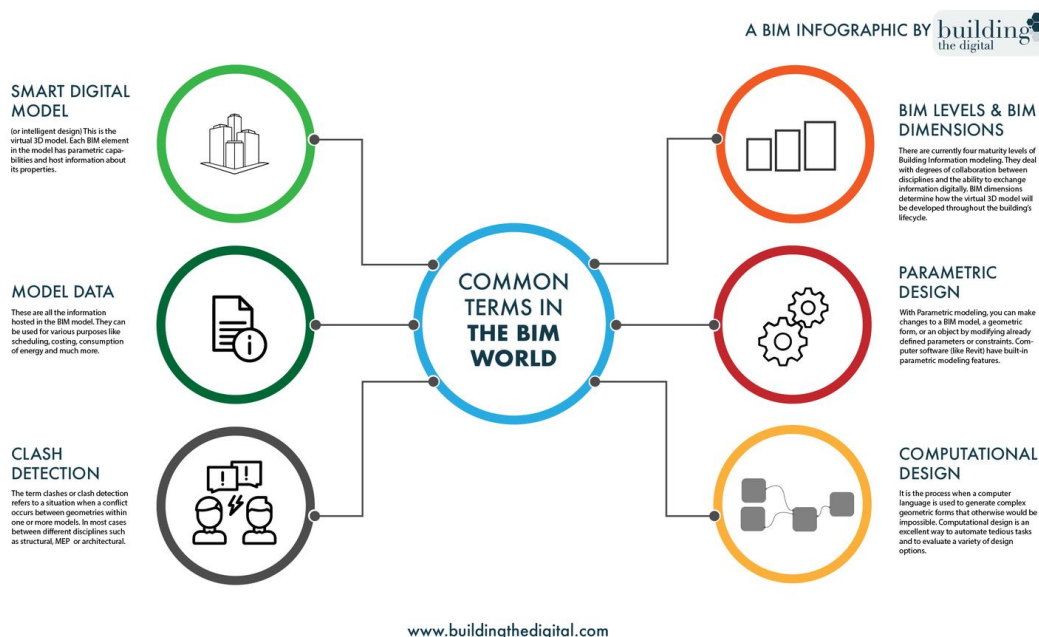 A BIM INFOGRAPHIC BY building
the digital
SMART DIGITAL
MODEL
(or intelligent design) This is the
virtual 3D model. Each BIM element
in the model has parametric capa-
bilities and host information about
its properties.
MODEL DATA
These are all the information
hosted in the BIM model. They can
be used for various purposes like
scheduling, costing, consumption
of energy and much more.
CLASH
DETECTION
The term clashes or clash detection
refers to a situation when a conflict
occurs between geometries within
one or more models. In most cases
between different disciplines such
as structural, MEP or architectural.
COMMON
TERMS IN
THE BIM
WORLD
BIM LEVELS & BIM
DIMENSIONS
There are currently four maturity levels of
Building Information modeling. They deal
with degrees of collaboration between
disciplines and the ability to exchange
information digitally. BIM dimensions
determine how the virtual 3D model will
be developed throughout the building's
lifecycle.
PARAMETRIC
DESIGN
With Parametric modeling, you can make
changes to a BIM model, a geometric
form, or an object by modifying already
defined parameters or constraints. Com-
puter software (like Revit) have built-in
parametric modeling features.
COMPUTATIONAL
DESIGN
It is the process when a computer
language is used to generate complex
geometric forms that otherwise would be
impossible. Computational design is an
excellent way to automate tedious tasks
and to evaluate a variety of design
options.
www.buildingthedigital.com